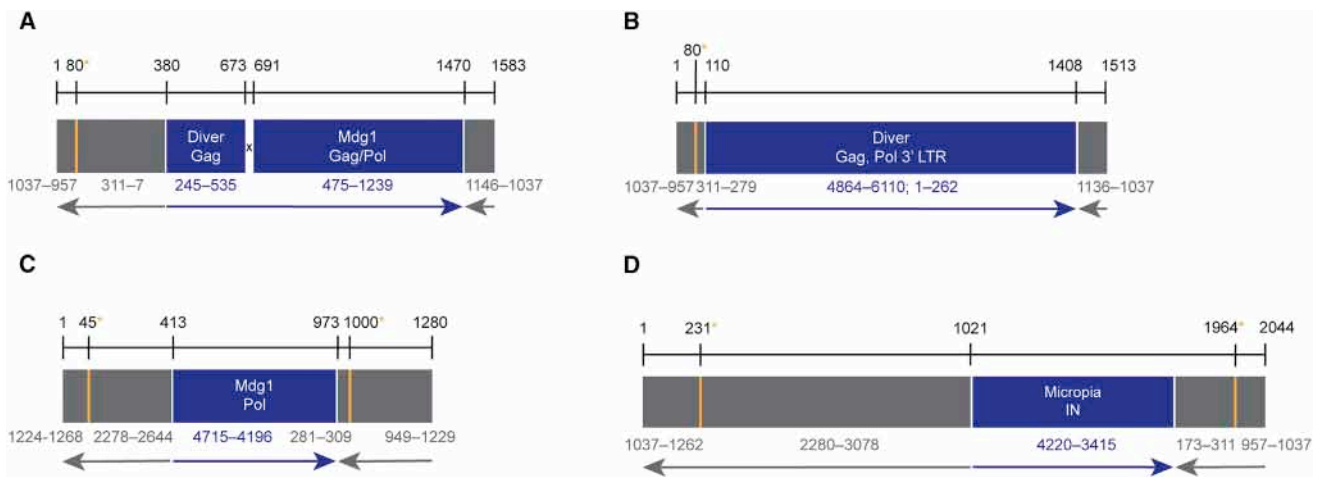 A
1 80* 380 673 691 1470 1583
Diver
Gag
x
Mdg1
Gag/Pol
1037–957 311–7 245–535 475–1239 1146–1037
B
80*
1 110 1408 1513
Diver
Gag, Pol 3' LTR
1037–957 311–279 4864–6110; 1–262 1136–1037
C
1 45* 413 973 1000* 1280
Mdg1
Pol
1224-1268 2278–2644 4715–4196 281–309 949–1229
D
1 231* 1021 1964* 2044
Micropia
IN
1037–1262 2280–3078 4220–3415 173–311 957–1037